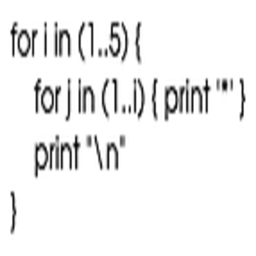 for i in (1..5) {
    for j in (1..i) { print '*' }
    print "\n"
}